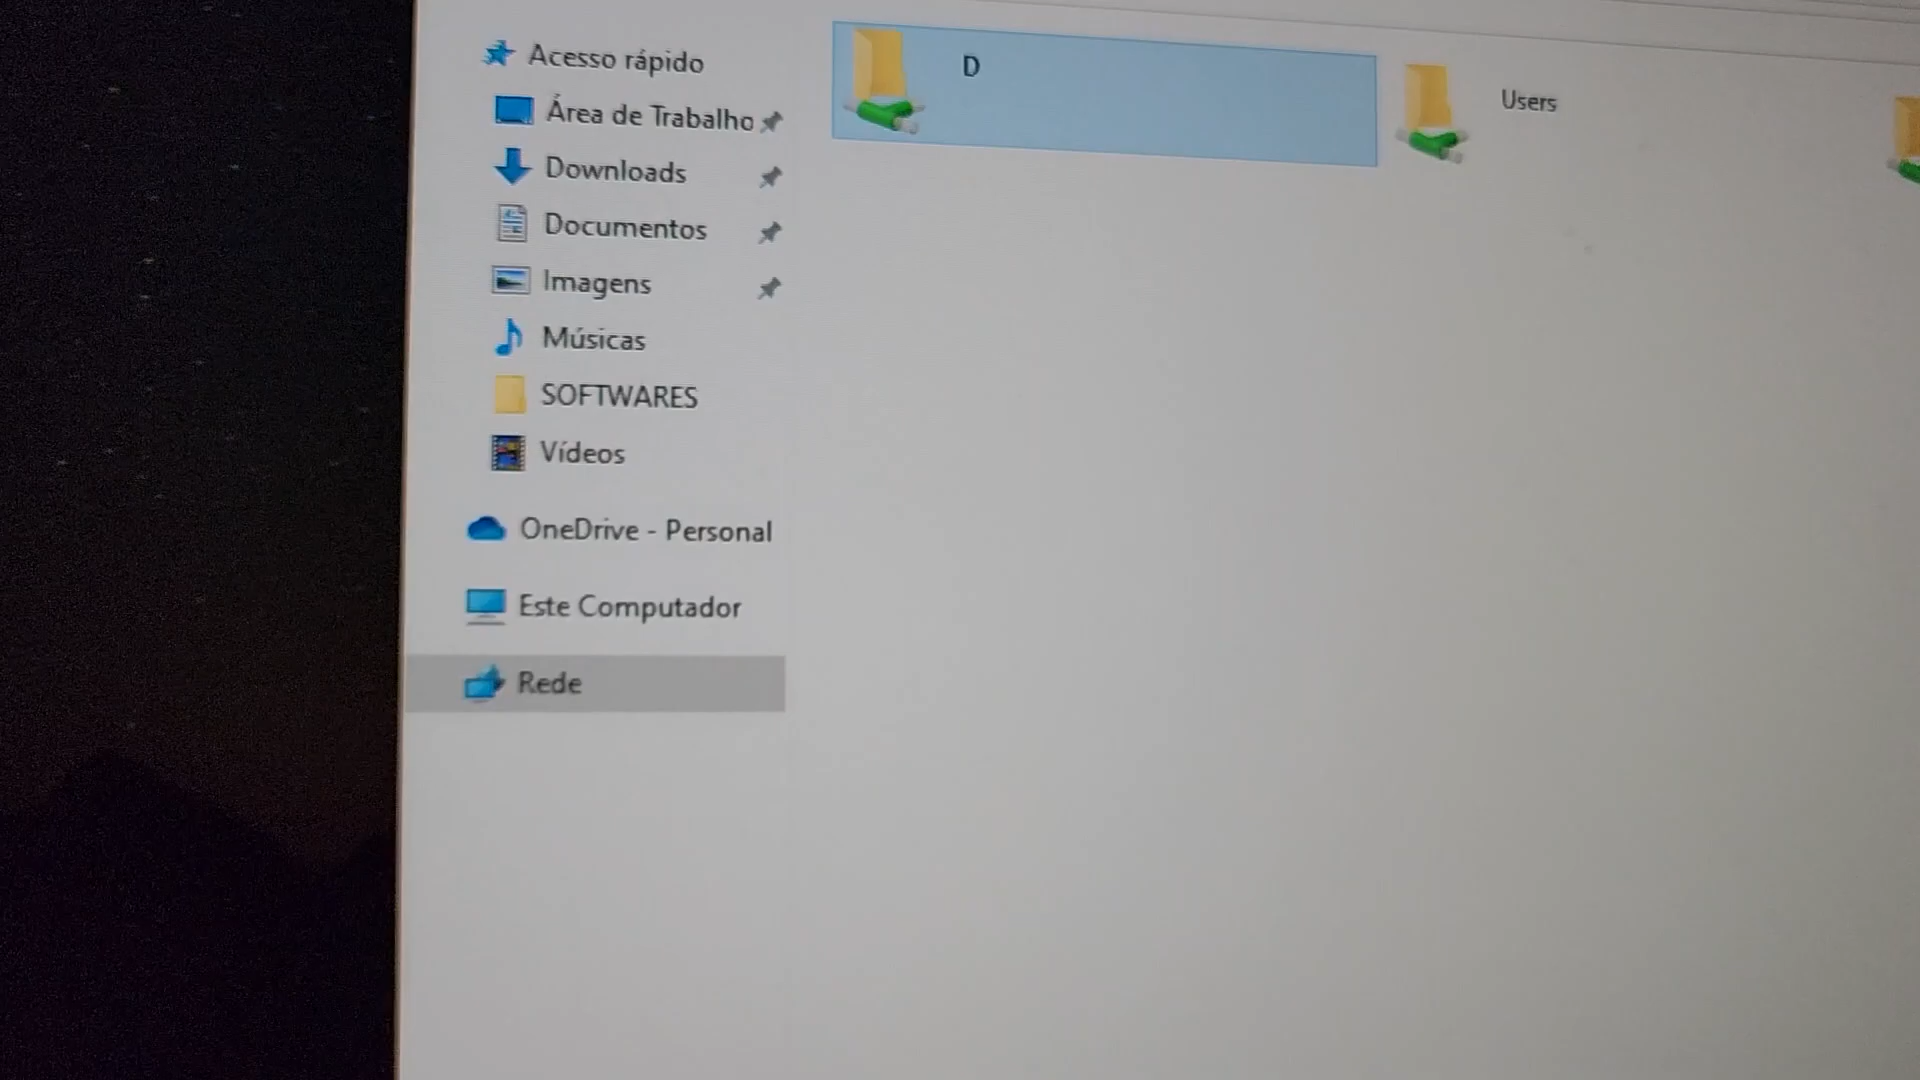 Acesso rápido
Área de Trabalho
Downloads
Documentos
Imagens
Músicas
SOFTWARES
Vídeos
OneDrive - Personal
Este Computador
Rede
D
Users